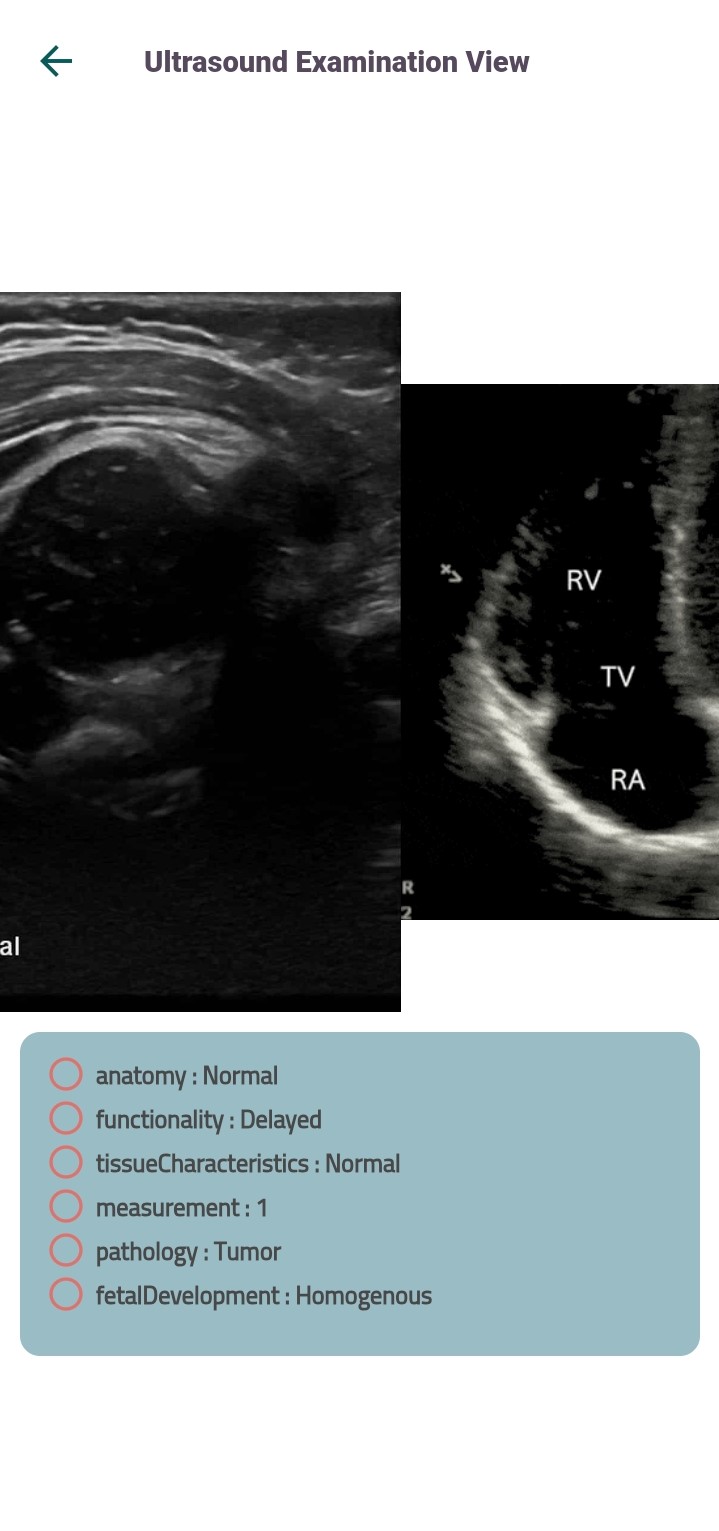 Ultrasound Examination View
RV
TV
RA
R
2
al
anatomy : Normal
functionality : Delayed
tissueCharacteristics : Normal
measurement : 1
pathology : Tumor
fetalDevelopment : Homogenous